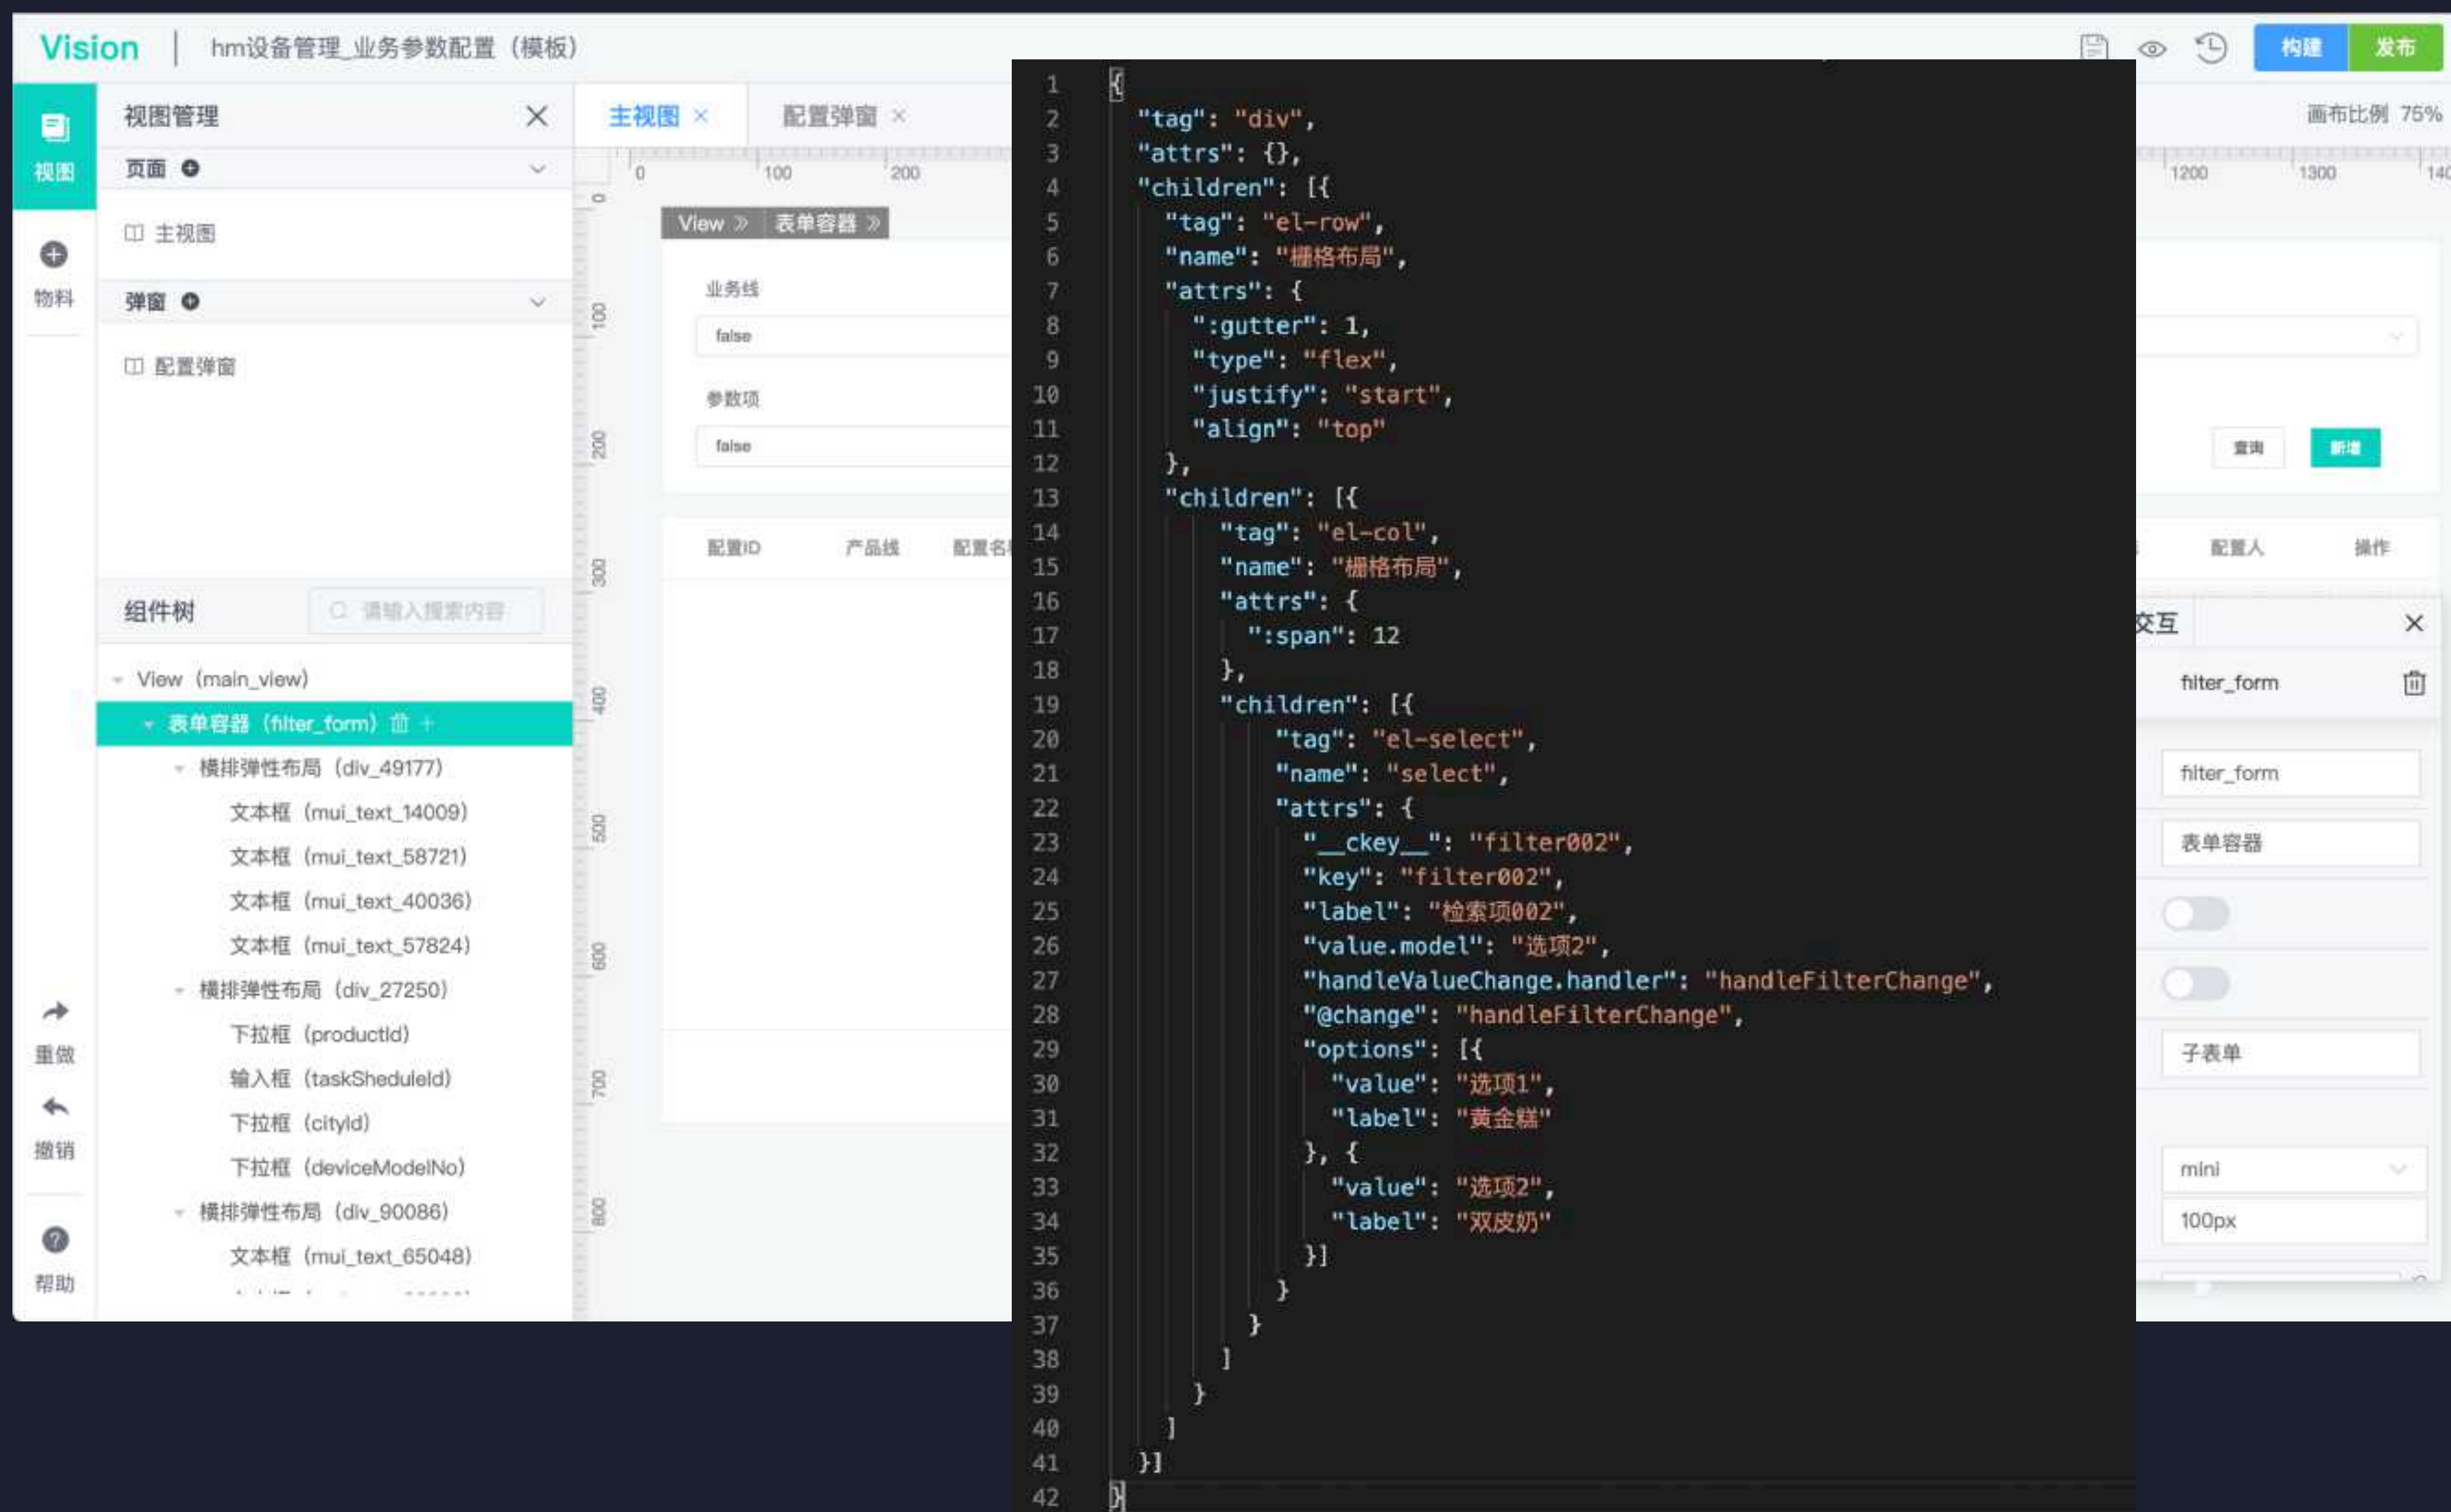 Vision
hm设备管理_业务参数配置（模板）
构建
发布
视图
物料
重做
撤销
帮助
视图管理
页面
主视图
弹窗
配置弹窗
组件树
请输入搜索内容
View（main_view）
表单容器（filter_form）
横排弹性布局（div_49177）
文本框（mui_text_14009）
文本框（mui_text_58721）
文本框（mui_text_40036）
文本框（mui_text_57824）
横排弹性布局（div_27250）
下拉框（productId）
输入框（taskSheduleId）
下拉框（cityId）
下拉框（deviceModelNo）
横排弹性布局（div_90086）
文本框（mui_text_65048）
主视图
配置弹窗
画布比例 75%
0 100 200
1200 1300
0
100
200
300
400
500
600
700
800
View
表单容器
业务线
false
参数项
false
查询
新增
配置ID
产品线
配置人
操作
1 {
2 "tag": "div",
3 "attrs": {},
4 "children": [{
5 "tag": "el-row",
6 "name": "栅格布局",
7 "attrs": {
8 ":gutter": 1,
9 "type": "flex",
10 "justify": "start",
11 "align": "top"
12 },
13 "children": [{
14 "tag": "el-col",
15 "name": "栅格布局",
16 "attrs": {
17 ":span": 12
18 },
19 "children": [{
20 "tag": "el-select",
21 "name": "select",
22 "attrs": {
23 "__ckey__": "filter002",
24 "key": "filter002",
25 "label": "检索项002",
26 "value.model": "选项2",
27 "handleValueChange.handler": "handleFilterChange",
28 "@change": "handleFilterChange",
29 "options": [{
30 "value": "选项1",
31 "label": "黄金糕"
32 }, {
33 "value": "选项2",
34 "label": "双皮奶"
35 }]
36 }
37 }
38 ]
39 }
40 ]
41 }]
42 }
交互
filter_form
filter_form
表单容器
子表单
mini
100px